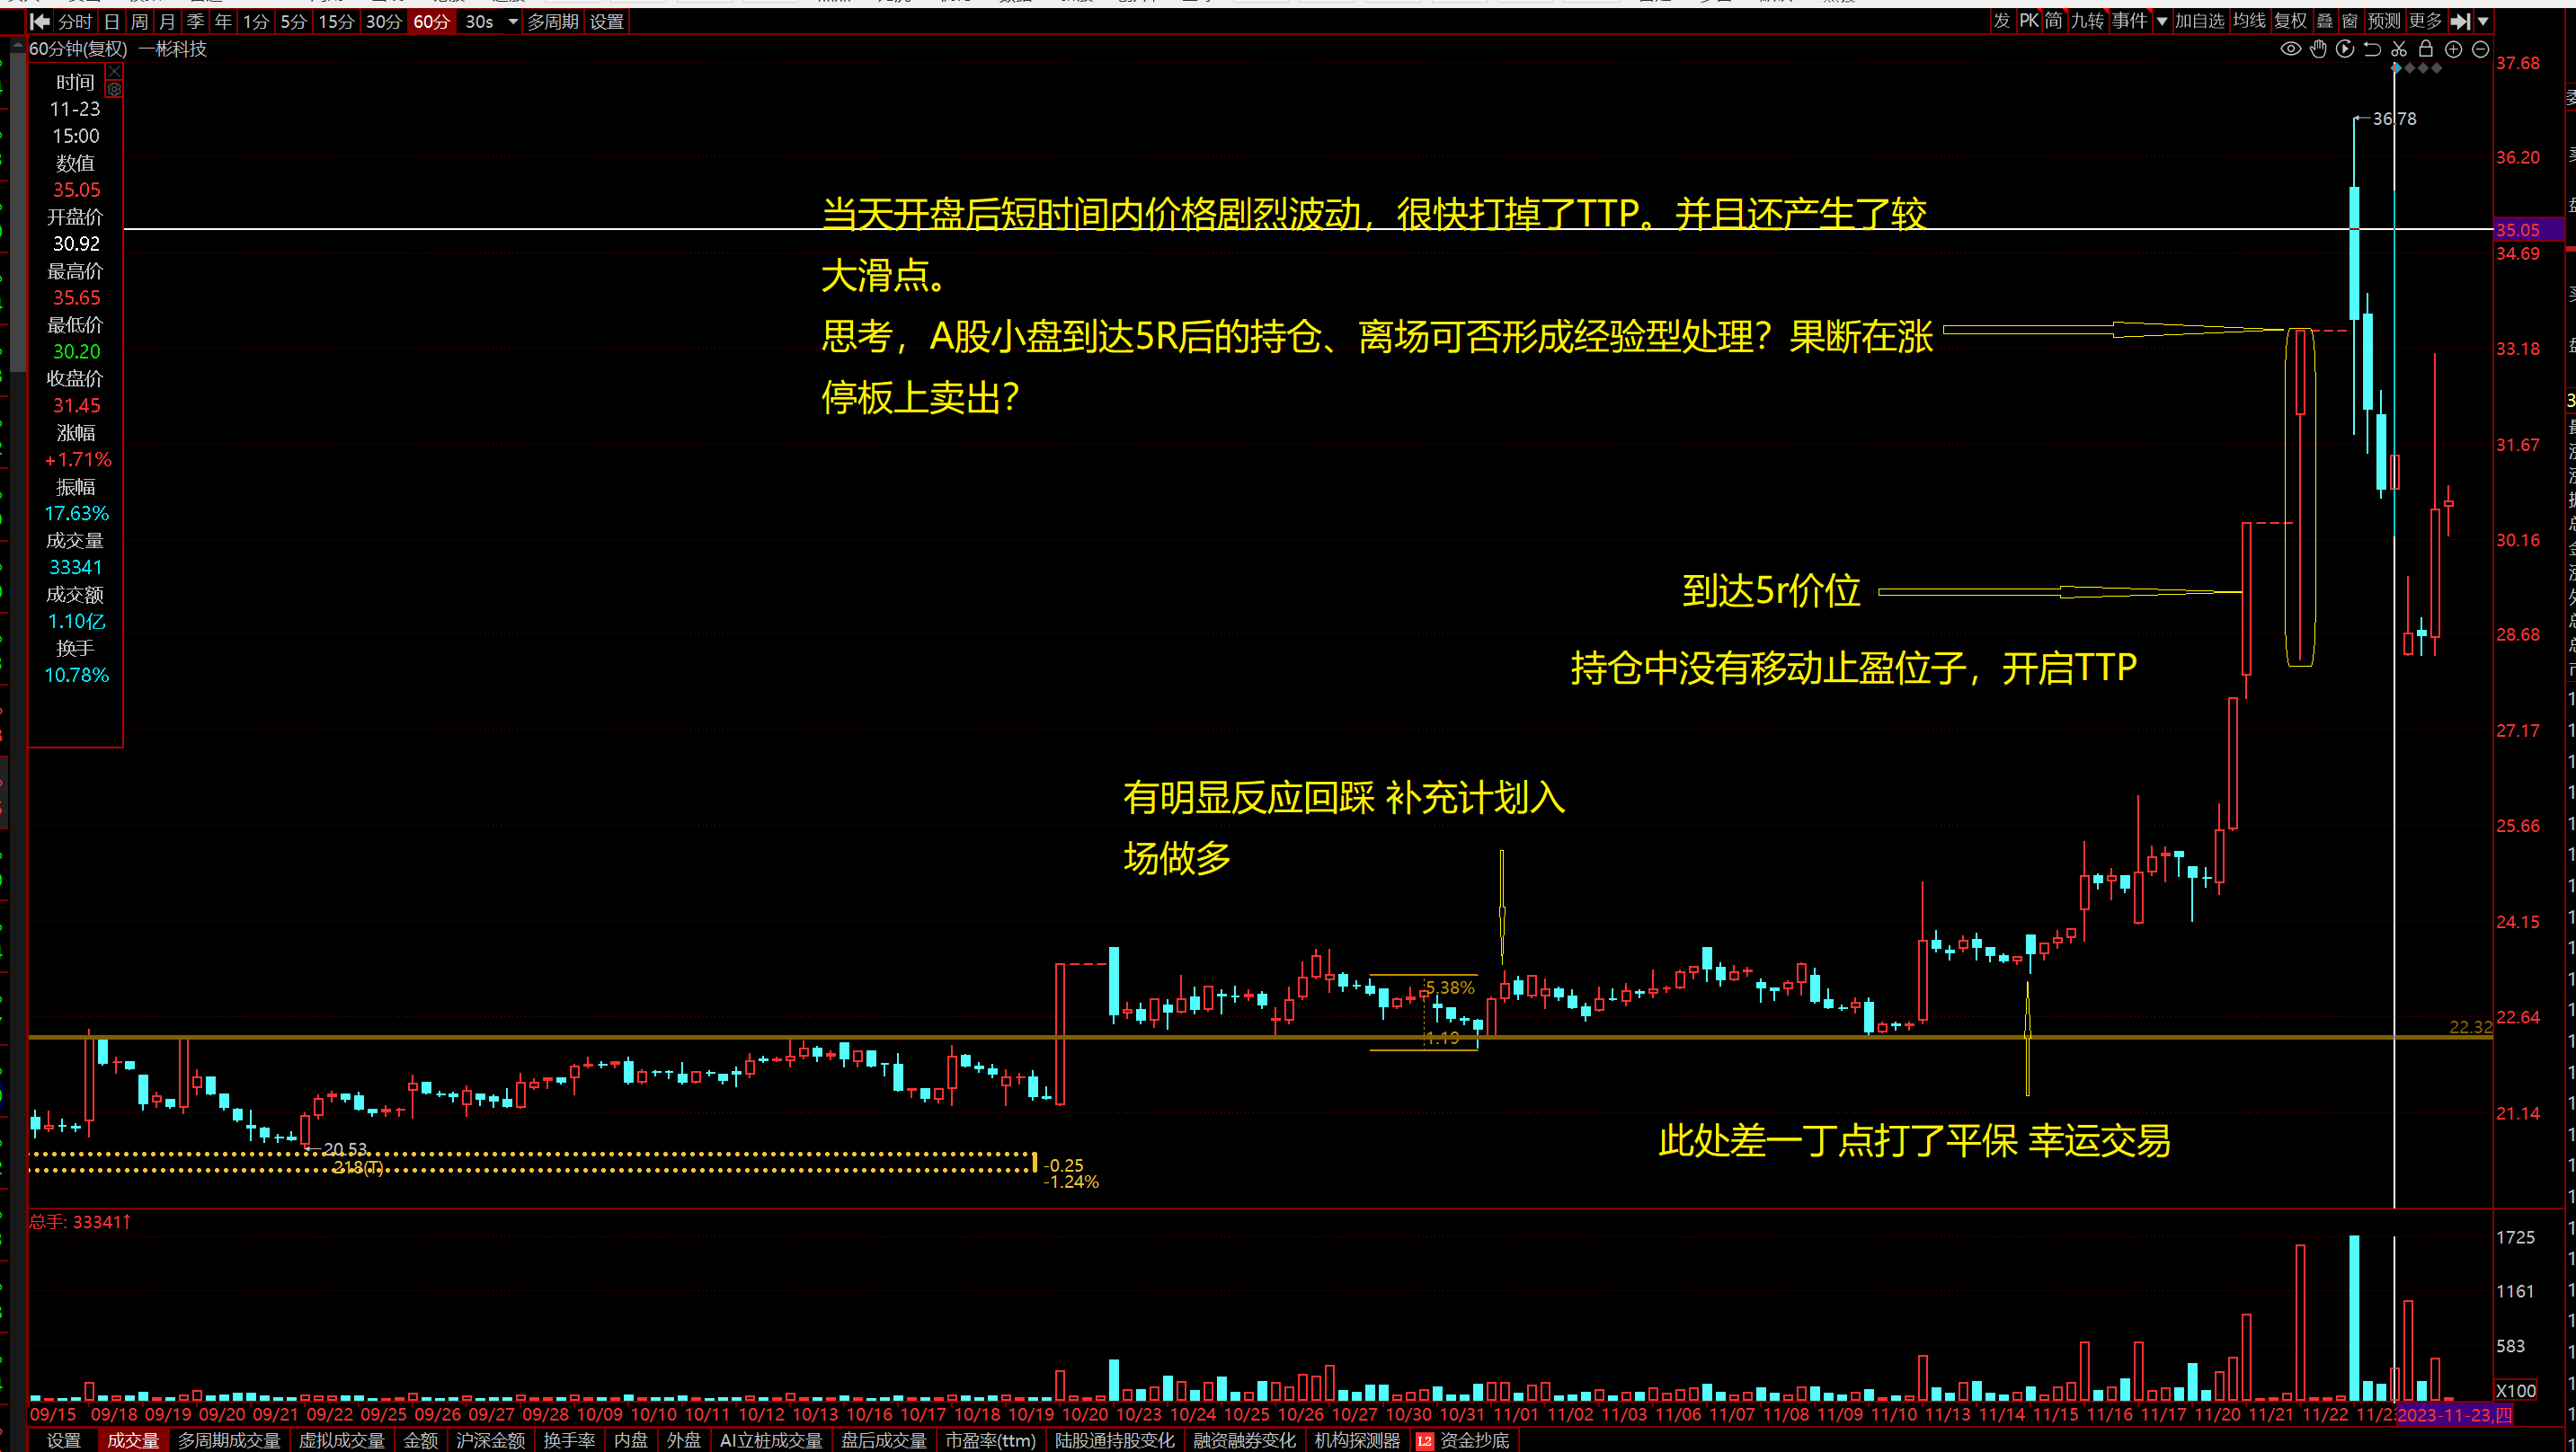 分时 日 周 月 季 年 1分 5分 15分 30分 60分 30s 多周期 设置
发 PK 简 九转 事件 加自选 均线 复权 叠 窗 预测 更多
60分钟(复权) 一彬科技
时间
11-23
15:00
数值
35.05
开盘价
30.92
最高价
35.65
最低价
30.20
收盘价
31.45
涨幅
+1.71%
振幅
17.63%
成交量
33341
成交额
1.10亿
换手
10.78%
当天开盘后短时间内价格剧烈波动，很快打掉了TTP。并且还产生了较
大滑点。
思考，A股小盘到达5R后的持仓、离场可否形成经验型处理？果断在涨
停板上卖出？
到达5r价位
持仓中没有移动止盈位子，开启TTP
有明显反应回踩 补充计划入
场做多
此处差一丁点打了平保 幸运交易
36.78
5.38%
1.19
22.32
20.53
218(T)
-0.25
-1.24%
37.68
36.20
35.05
34.69
33.18
31.67
30.16
28.68
27.17
25.66
24.15
22.64
21.14
总手: 33341↑
1725
1161
583
X100
09/15 09/18 09/19 09/20 09/21 09/22 09/25 09/26 09/27 09/28 10/09 10/10 10/11 10/12 10/13 10/16 10/17 10/18 10/19 10/20 10/23 10/24 10/25 10/26 10/27 10/30 10/31 11/01 11/02 11/03 11/06 11/07 11/08 11/09 11/10 11/13 11/14 11/15 11/16 11/17 11/20 11/21 11/22 11/23 2023-11-23,四
设置 成交量 多周期成交量 虚拟成交量 金额 沪深金额 换手率 内盘 外盘 AI立桩成交量 盘后成交量 市盈率(ttm) 陆股通持股变化 融资融券变化 机构探测器 L2 资金抄底